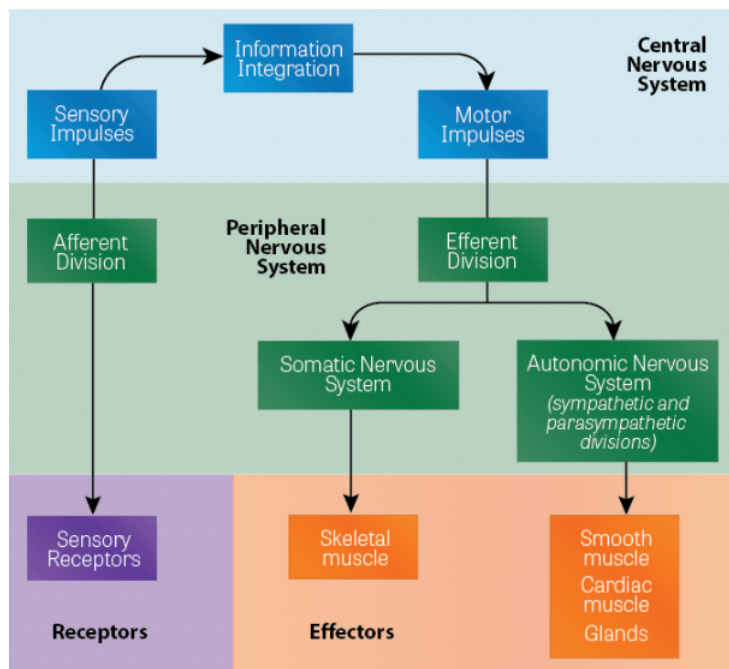 Information
Integration
Central
Nervous
System
Sensory
Impulses
Motor
Impulses
Afferent
Division
Peripheral
Nervous
System
Efferent
Division
Somatic Nervous
System
Autonomic Nervous
System
(sympathetic and
parasympathetic
divisions)
Sensory
Receptors
Skeletal
muscle
Smooth
muscle
Cardiac
muscle
Glands
Receptors
Effectors